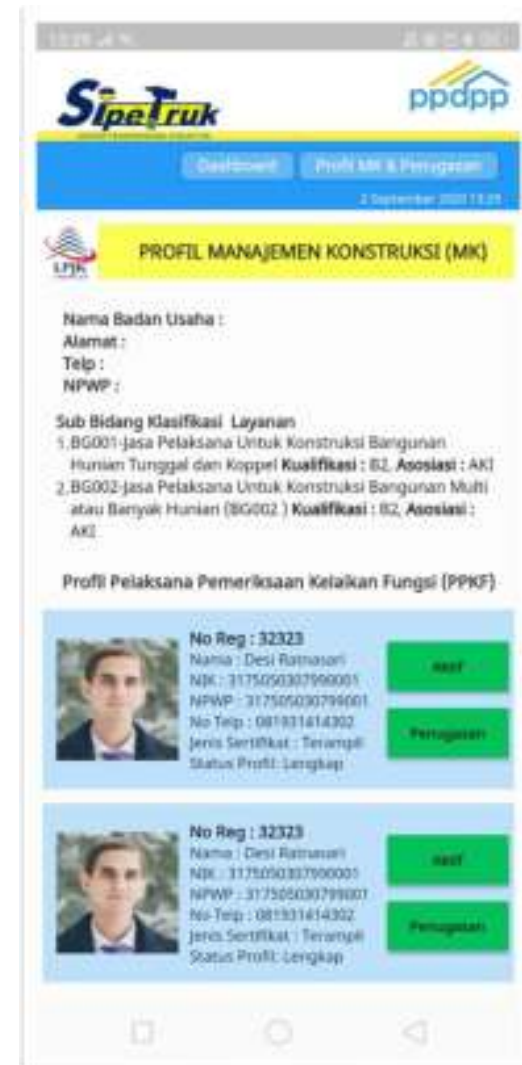 SipeTruk
ppdpp
Dashboard Profil MK & Penugasan
2 September 2020 13:29
LPJK PROFIL MANAJEMEN KONSTRUKSI (MK)
Nama Badan Usaha :
Alamat :
Telp :
NPWP :
Sub Bidang Klasifikasi Layanan
1. BG001-Jasa Pelaksana Untuk Konstruksi Bangunan
Hunian Tunggal dan Koppel Kualifikasi : B2, Asosiasi : AKI
2. BG002-Jasa Pelaksana Untuk Konstruksi Bangunan Multi
atau Banyak Hunian (BG002 ) Kualifikasi : B2, Asosiasi :
AKI
Profil Pelaksana Pemeriksaan Kelaikan Fungsi (PPKF)
No Reg : 32323
Nama : Desi Ratnasari
NIK : 3175050307990001
NPWP : 317505030799001
No Telp : 081931414302
Jenis Sertifikat : Terampil
Status Profil: Lengkap
Aktif
Penugasan
No Reg : 32323
Nama : Desi Ratnasari
NIK : 3175050307990001
NPWP : 317505030799001
No Telp : 081931414302
Jenis Sertifikat : Terampil
Status Profil: Lengkap
Aktif
Penugasan